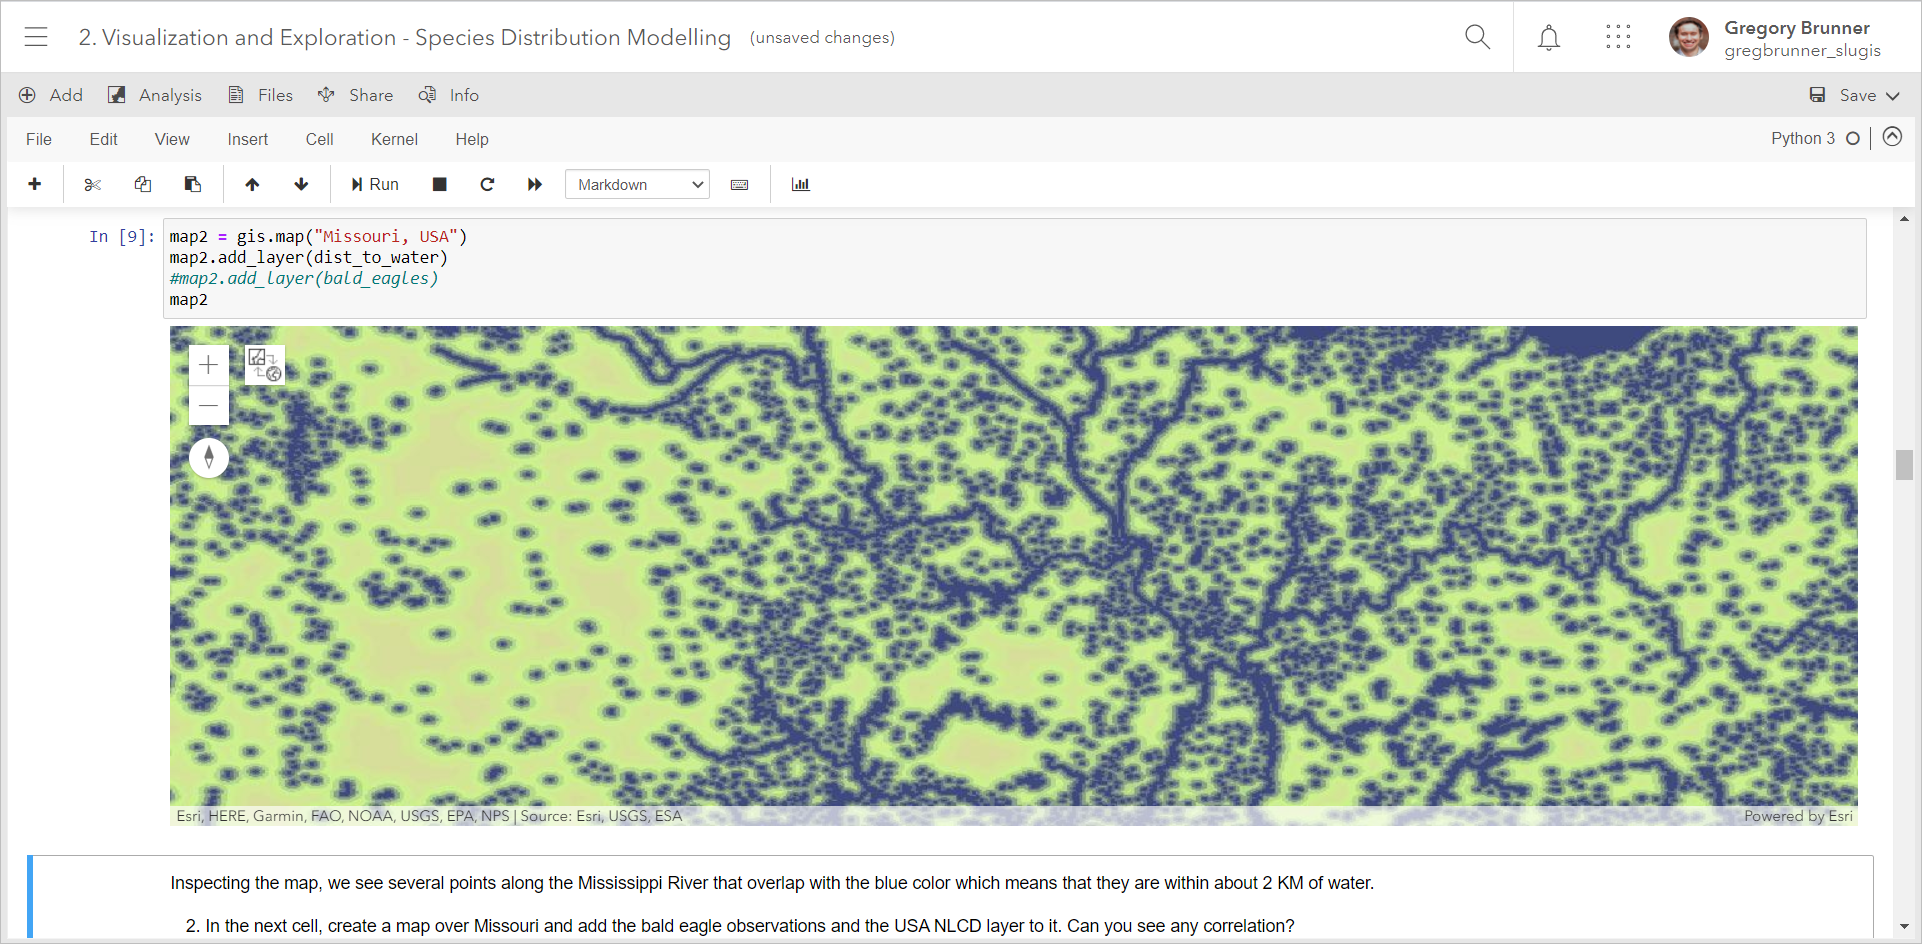 2. Visualization and Exploration - Species Distribution Modelling (unsaved changes)
Gregory Brunner
gregbrunner_slugis
Add Analysis Files Share Info Save
File Edit View Insert Cell Kernel Help Python 3
Run Markdown
In [9]: map2 = gis.map("Missouri, USA")
map2.add_layer(dist_to_water)
#map2.add_layer(bald_eagles)
map2
Esri, HERE, Garmin, FAO, NOAA, USGS, EPA, NPS | Source: Esri, USGS, ESA Powered by Esri
Inspecting the map, we see several points along the Mississippi River that overlap with the blue color which means that they are within about 2 KM of water.
2. In the next cell, create a map over Missouri and add the bald eagle observations and the USA NLCD layer to it. Can you see any correlation?